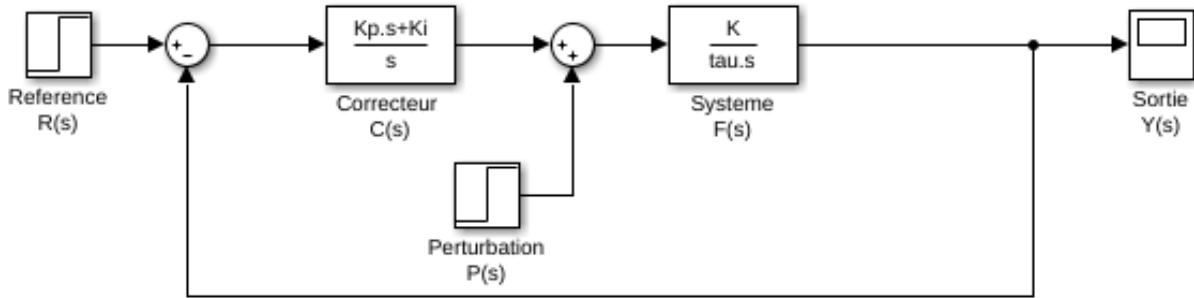 Reference
R(s)
+
−
Kp.s+Ki
s
Correcteur
C(s)
+
+
K
tau.s
Systeme
F(s)
Sortie
Y(s)
Perturbation
P(s)